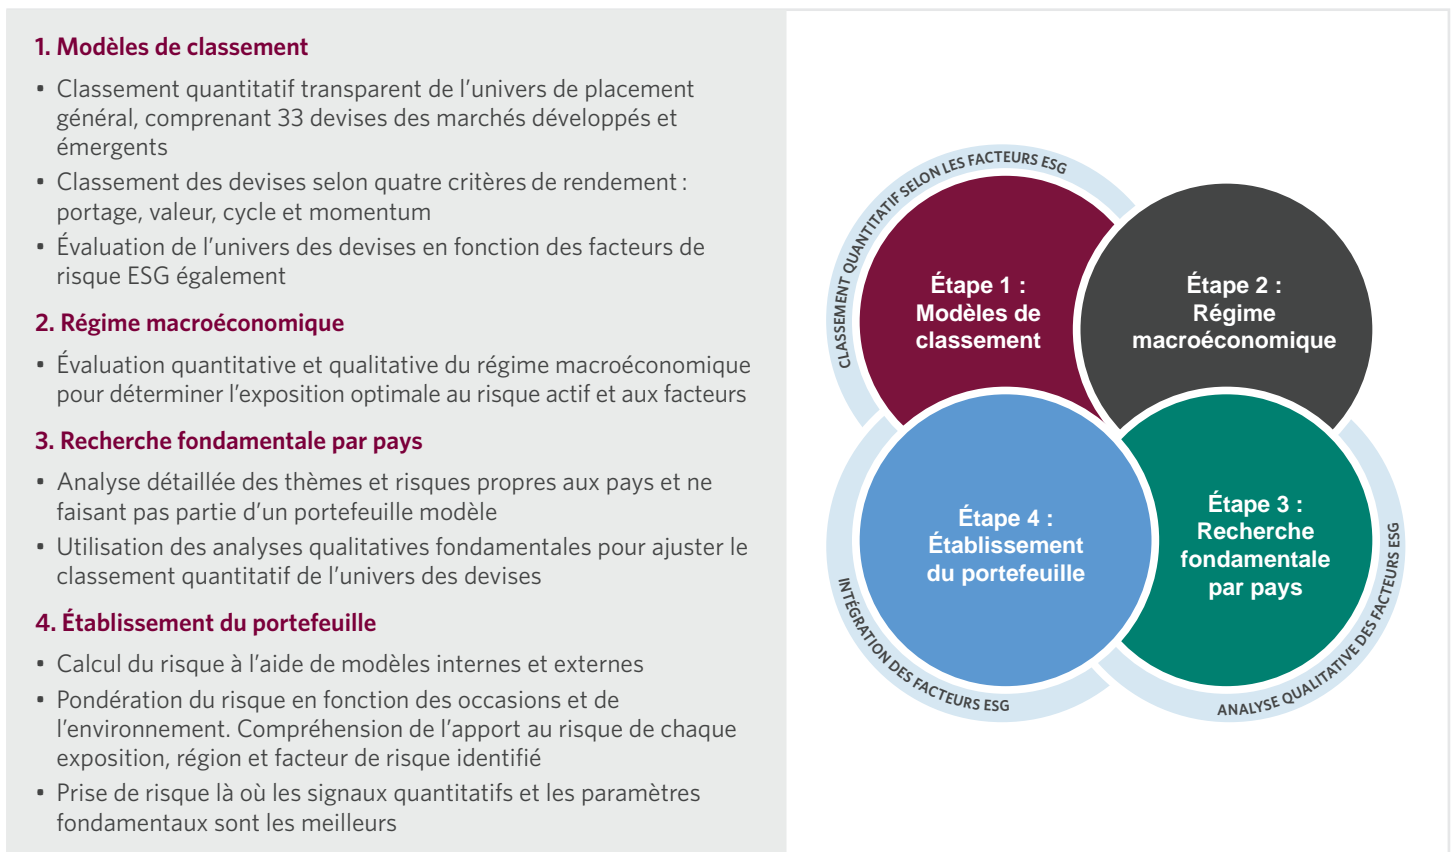 1. Modèles de classement
• Classement quantitatif transparent de l’univers de placement
général, comprenant 33 devises des marchés développés et
émergents
• Classement des devises selon quatre critères de rendement :
portage, valeur, cycle et momentum
• Évaluation de l’univers des devises en fonction des facteurs de
risque ESG également
2. Régime macroéconomique
• Évaluation quantitative et qualitative du régime macroéconomique
pour déterminer l’exposition optimale au risque actif et aux facteurs
3. Recherche fondamentale par pays
• Analyse détaillée des thèmes et risques propres aux pays et ne
faisant pas partie d’un portefeuille modèle
• Utilisation des analyses qualitatives fondamentales pour ajuster le
classement quantitatif de l’univers des devises
4. Établissement du portefeuille
• Calcul du risque à l’aide de modèles internes et externes
• Pondération du risque en fonction des occasions et de
l’environnement. Compréhension de l’apport au risque de chaque
exposition, région et facteur de risque identifié
• Prise de risque là où les signaux quantitatifs et les paramètres
fondamentaux sont les meilleurs
CLASSEMENT QUANTITATIF SELON LES FACTEURS ESG
Étape 1 :
Modèles de
classement
Étape 2 :
Régime
macroéconomique
Étape 3 :
Recherche
fondamentale
par pays
ANALYSE QUALITATIVE DES FACTEURS ESG
Étape 4 :
Établissement
du portefeuille
INTÉGRATION DES FACTEURS ESG